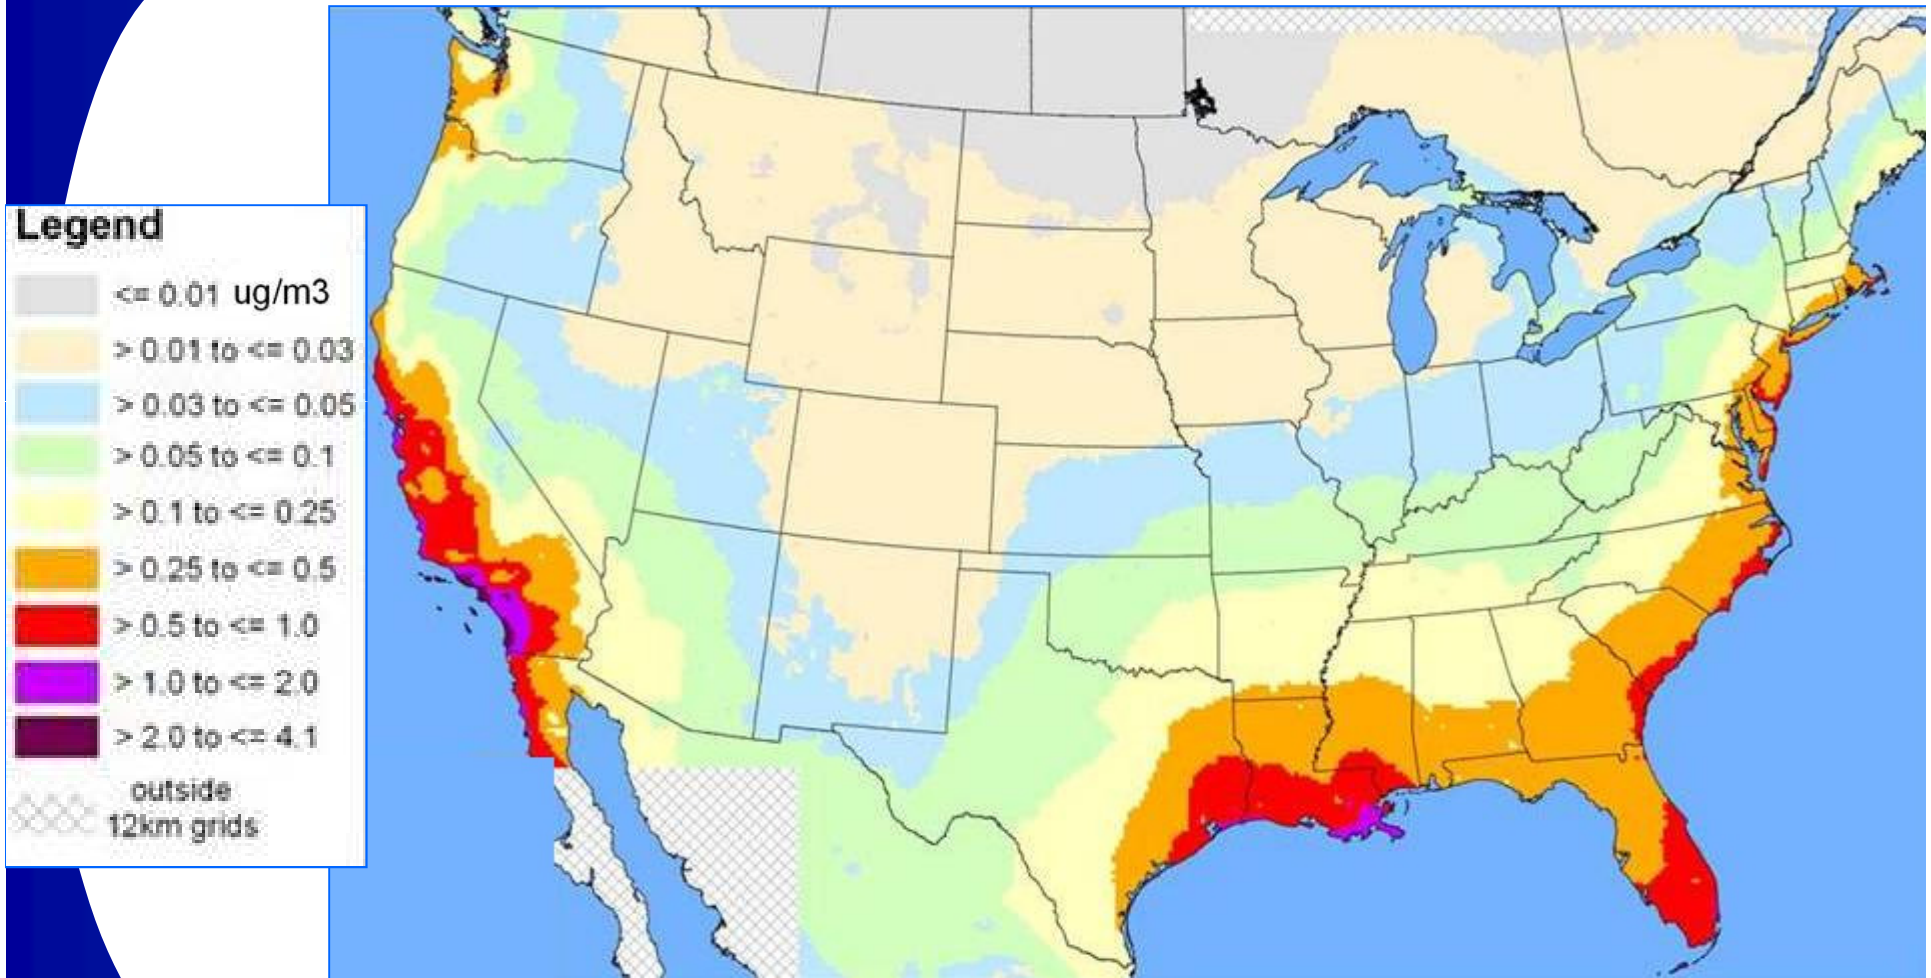 Legend
<= 0.01 ug/m3
> 0.01 to <= 0.03
> 0.03 to <= 0.05
> 0.05 to <= 0.1
> 0.1 to <= 0.25
> 0.25 to <= 0.5
> 0.5 to <= 1.0
> 1.0 to <= 2.0
> 2.0 to <= 4.1
outside
12km grids